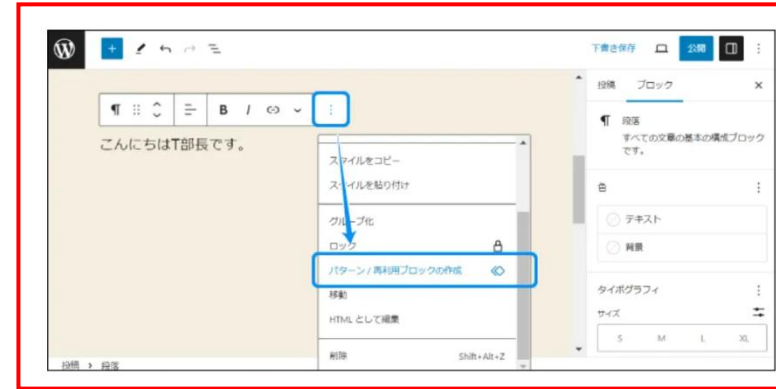 下書き保存 公開
投稿 ブロック ×
B I
こんにちはT部長です。
スタイルをコピー
スタイルを貼り付け
グループ化
ロック
パターン / 再利用ブロックの作成
移動
HTML として編集
削除 Shift+Alt+Z
段落
すべての文章の基本の構成ブロック
です。
色
テキスト
背景
タイポグラフィ
サイズ
S M L XL
投稿 › 段落